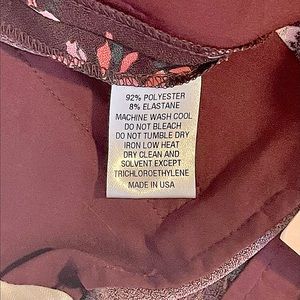 92% POLYESTER
8% ELASTANE
MACHINE WASH COOL
DO NOT BLEACH
DO NOT TUMBLE DRY
IRON LOW HEAT
DRY CLEAN AND
SOLVENT EXCEPT
TRICHLOROETHYLENE
MADE IN USA